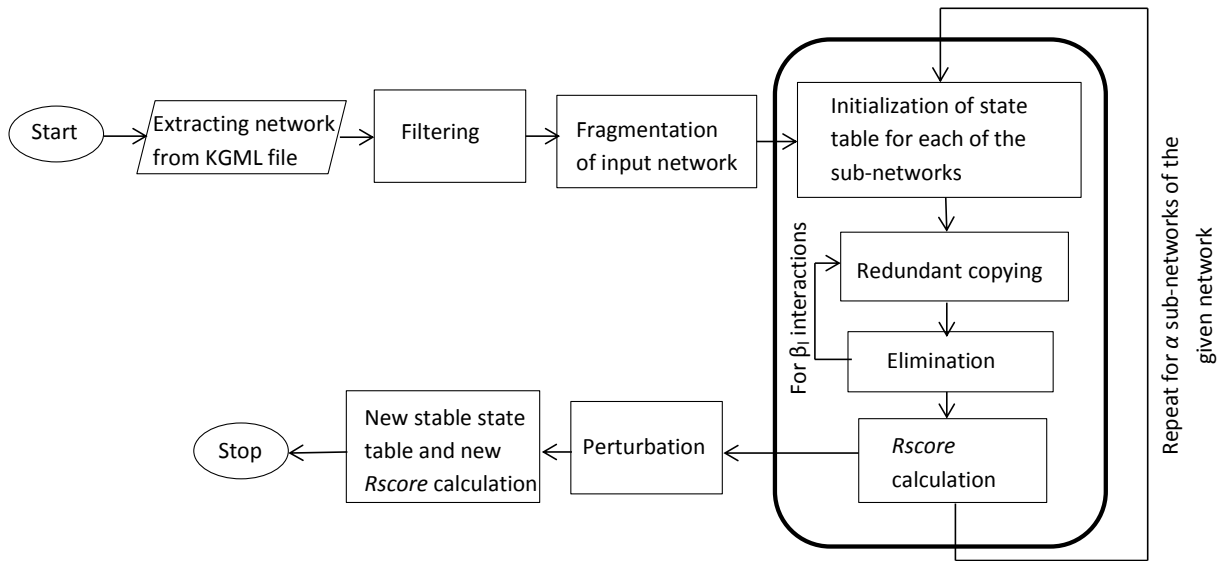 Start
Extracting network
from KGML file
Filtering
Fragmentation
of input network
Initialization of state
table for each of the
sub-networks
Redundant copying
For βI interactions
Elimination
Rscore
calculation
Repeat for α sub-networks of the
given network
Perturbation
New stable state
table and new
Rscore calculation
Stop